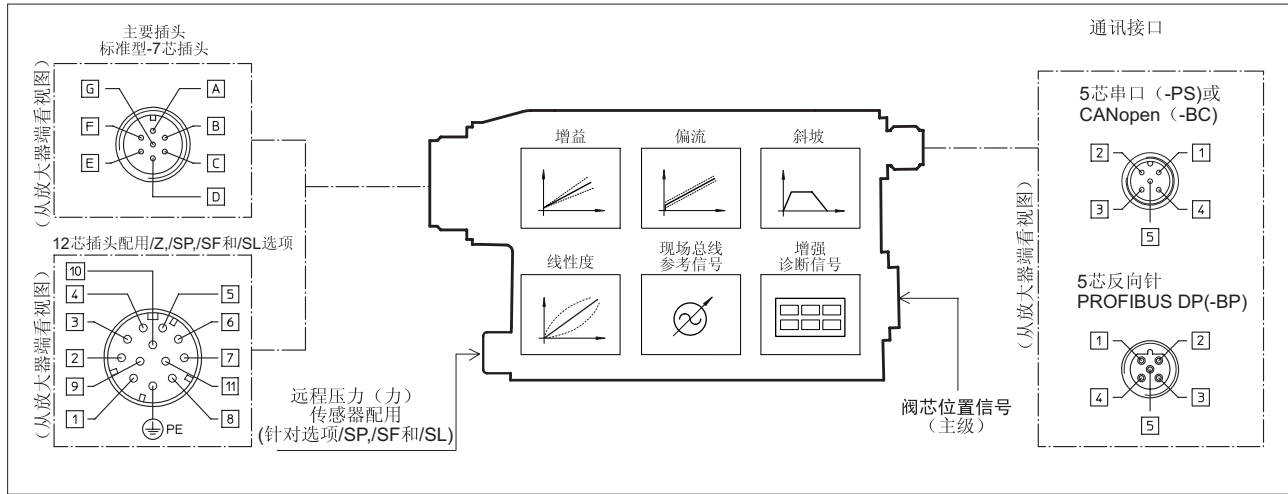 主要插头
标准型-7芯插头
(从放大器端看视图)
G
A
F
B
E
C
D
12芯插头配用/Z,/SP,/SF和/SL选项
(从放大器端看视图)
10
4
5
3
6
2
7
9
11
1
8
PE
增益
偏流
斜坡
线性度
现场总线
参考信号
增强
诊断信号
远程压力（力）
传感器配用
(针对选项/SP,/SF和/SL)
阀芯位置信号
（主级）
通讯接口
(从放大器端看视图)
5芯串口（-PS)或
CANopen（-BC)
2
1
3
4
5
5芯反向针
PROFIBUS DP(-BP)
1
2
4
3
5